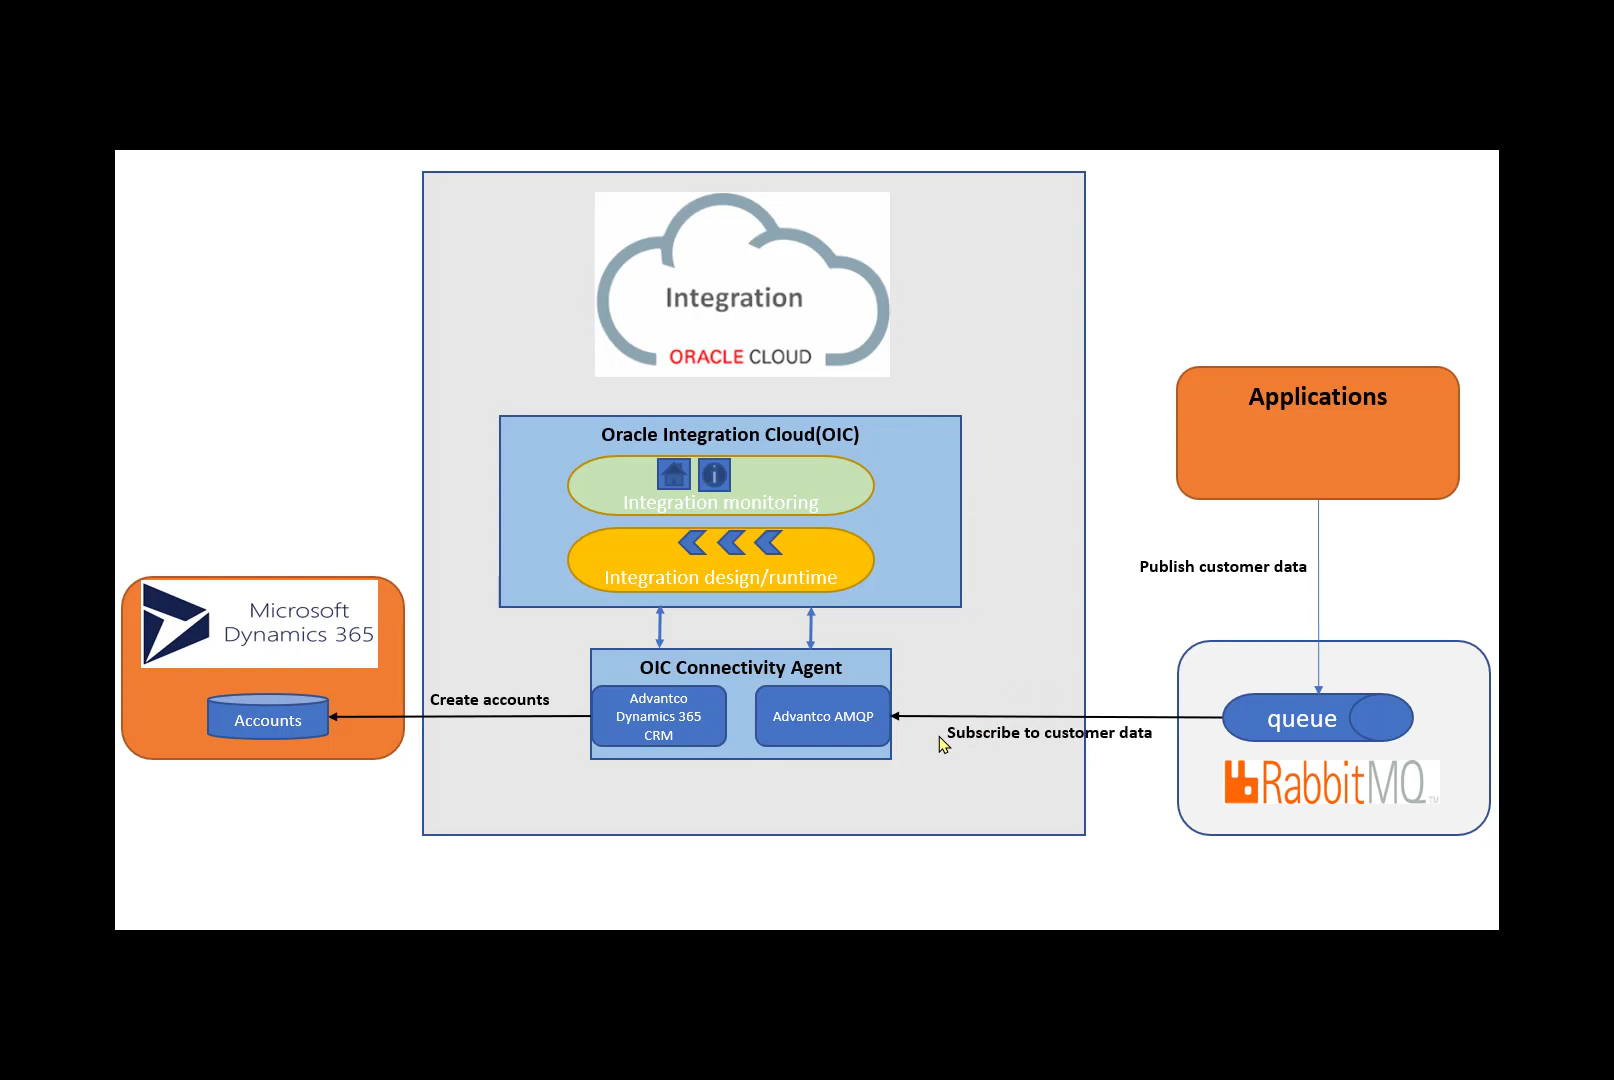 Integration
ORACLE CLOUD
Oracle Integration Cloud(OIC)
Integration monitoring
Integration design/runtime
Applications
Publish customer data
Microsoft
Dynamics 365
Accounts
Create accounts
OIC Connectivity Agent
Advantco
Dynamics 365
CRM
Advantco AMQP
Subscribe to customer data
queue
RabbitMQ™